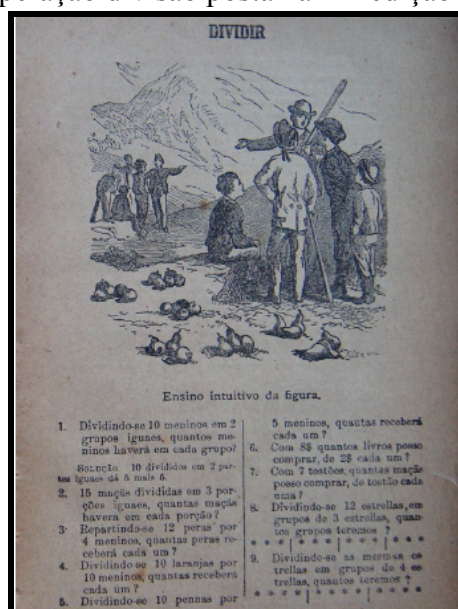 DIVIDIR
Ensino intuitivo da figura.
1. Dividindo-se 10 meninos em 2
grupos iguaes, quantos me-
ninos haverá em cada grupo?
SOLUÇÃO 10 divididos em 2 par-
tes iguaes dá 5 mais 5.
2. 15 maçãs divididas em 3 por-
ções iguaes, quantas maçãs
havera em cada porção?
3. Repartindo-se 12 peras por
4 meninos, quantas peras re-
ceberá cada um?
4. Dividindo-se 10 laranjas por
10 meninos, quantas receberá
cada um?
5. Dividindo-se 10 pennas por
5 meninos, quantas receberá
cada um?
6. Com 8$ quantos livros posso
comprar, de 2$ cada um?
7. Com 7 tostões, quantas maçãs
posso comprar, de tostão cada
uma?
8. Dividindo-se 12 estrellas, em
grupos de 3 estrellas, quan-
tos grupos teremos?
* * * | * * * | * * * | * * *
9. Dividindo-se as mesmas es-
trellas em grupos de 4 es-
trellas, quantos teremos?
* * * * | * * * * | * * * *